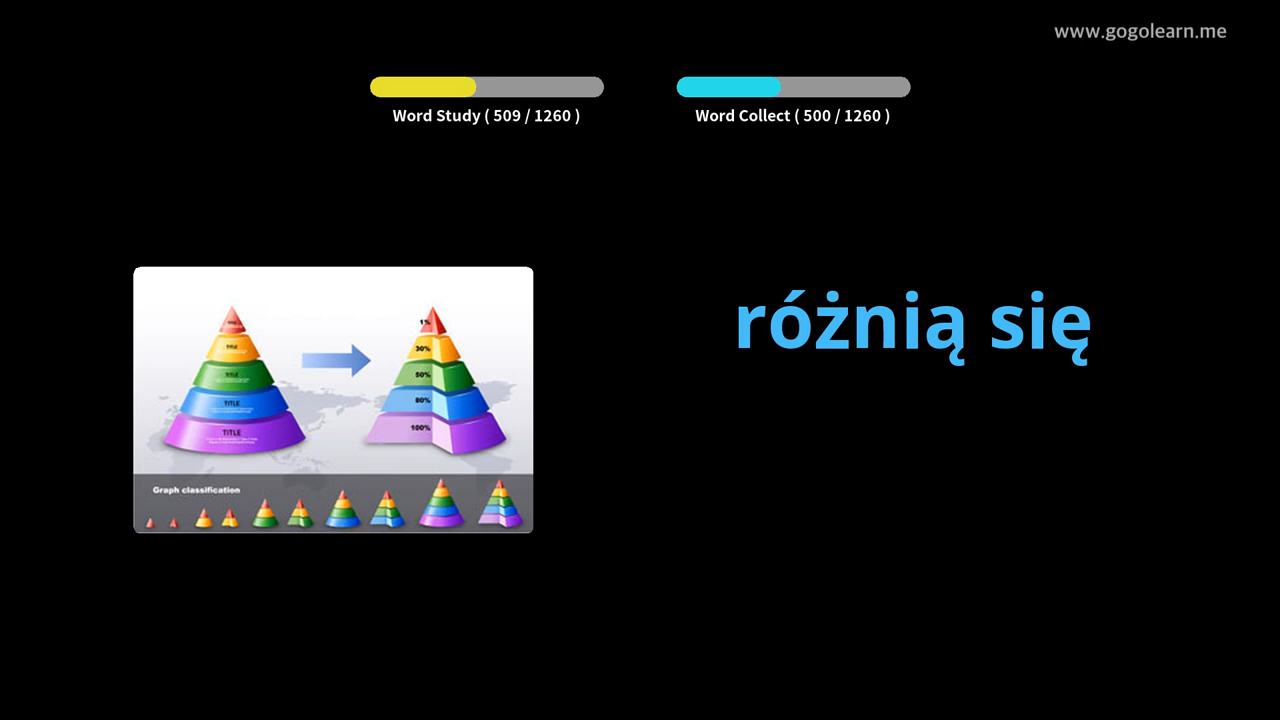 www.gogolearn.me
Word Study ( 509 / 1260 )
Word Collect ( 500 / 1260 )
różnią się
TITLE
TITLE
TITLE
TITLE
1%
30%
50%
80%
100%
Graph classification